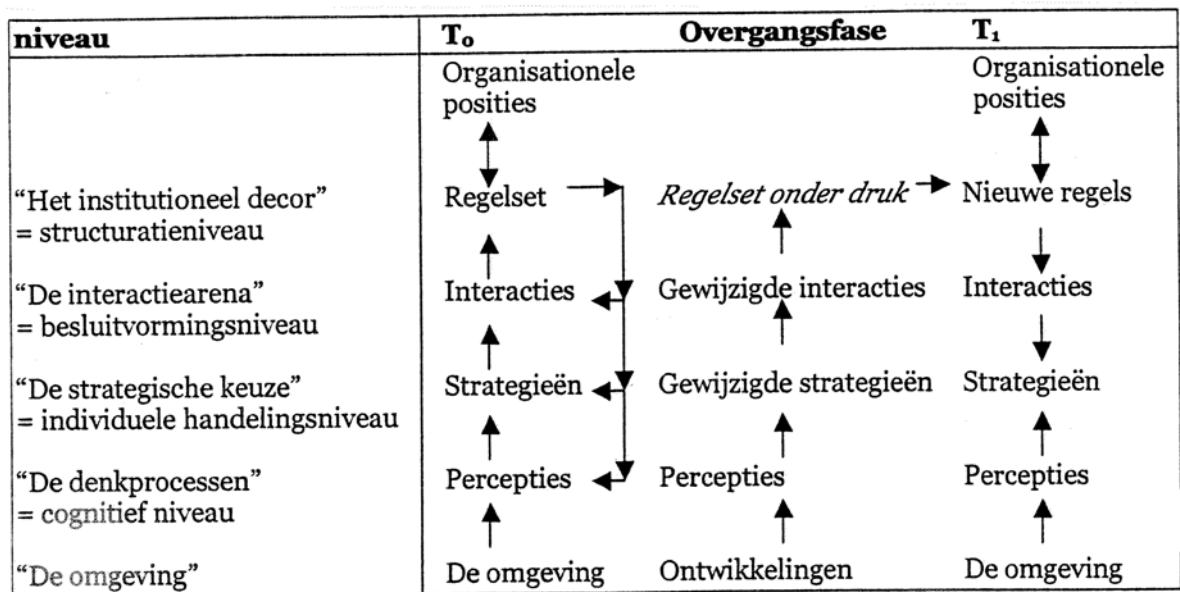 niveau T₀ Overgangsfase T₁
Organisationele Organisationele
posities posities
“Het institutioneel decor” Regelset Regelset onder druk Nieuwe regels
= structuratieniveau
“De interactiearena” Interacties Gewijzigde interacties Interacties
= besluitvormingsniveau
“De strategische keuze” Strategieën Gewijzigde strategieën Strategieën
= individuele handelingsniveau
“De denkprocessen” Percepties Percepties Percepties
= cognitief niveau
“De omgeving” De omgeving Ontwikkelingen De omgeving